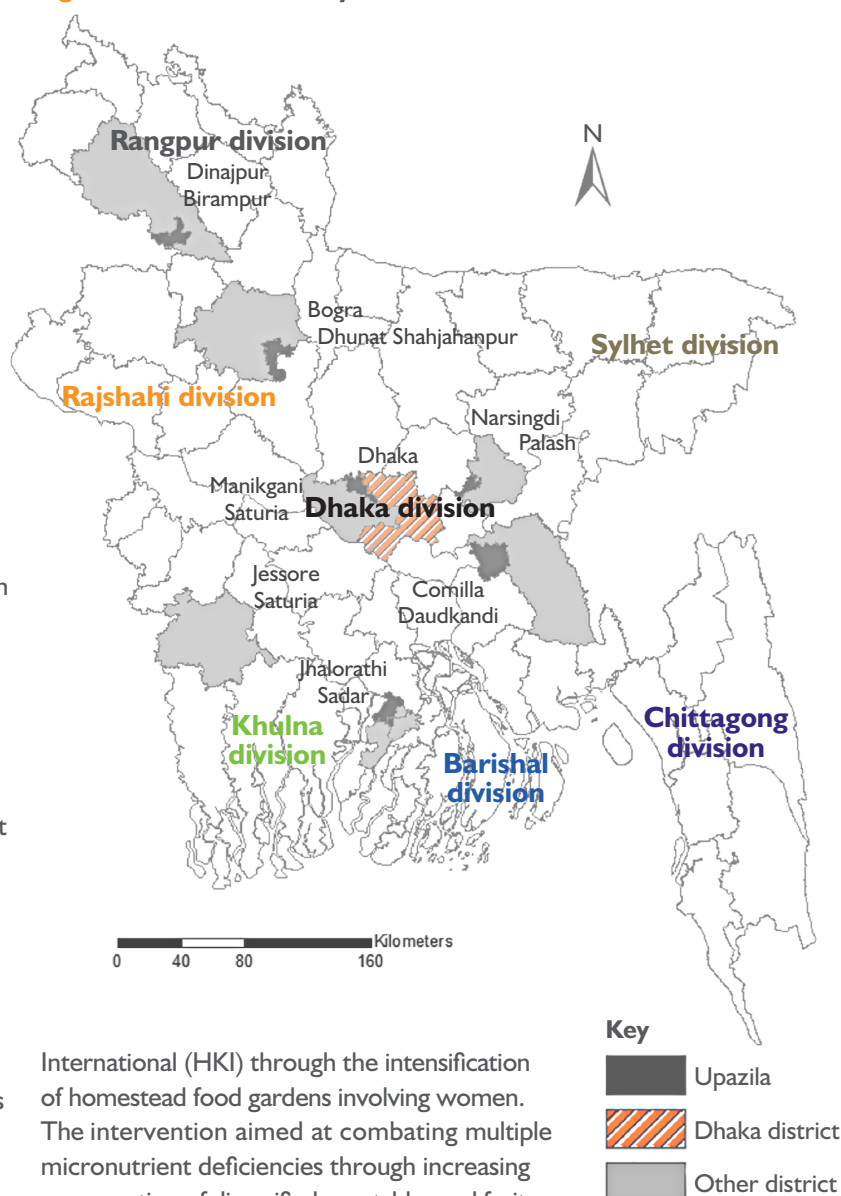 Rangpur division
N
Dinajpur
Birampur
Bogra
Dhunat Shahjahanpur
Sylhet division
Rajshahi division
Narsingdi
Palash
Dhaka
Manikgani
Saturia
Dhaka division
Jessore
Saturia
Comilla
Daudkandi
Jhalorathi
Sadar
Khulna
division
Chittagong
division
Barishal
division
Kilometers
0 40 80 160
International (HKI) through the intensification
of homestead food gardens involving women.
The intervention aimed at combating multiple
micronutrient deficiencies through increasing
Key
Upazila
Dhaka district
Other district